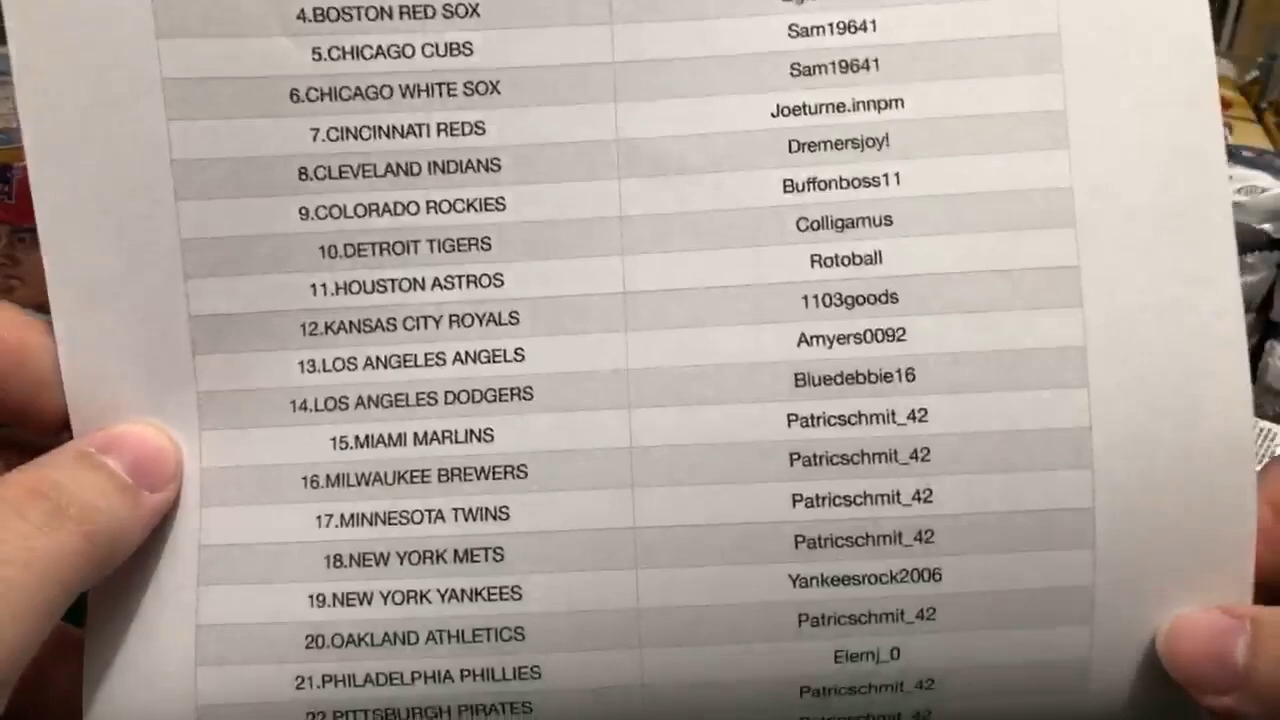 4.BOSTON RED SOX
5.CHICAGO CUBS Sam19641
6.CHICAGO WHITE SOX Sam19641
7.CINCINNATI REDS Joeturne.innpm
8.CLEVELAND INDIANS Dremersjoy!
9.COLORADO ROCKIES Buffonboss11
10.DETROIT TIGERS Colligamus
11.HOUSTON ASTROS Rotoball
12.KANSAS CITY ROYALS 1103goods
13.LOS ANGELES ANGELS Amyers0092
14.LOS ANGELES DODGERS Bluedebbie16
15.MIAMI MARLINS Patricschmit_42
16.MILWAUKEE BREWERS Patricschmit_42
17.MINNESOTA TWINS Patricschmit_42
18.NEW YORK METS Patricschmit_42
19.NEW YORK YANKEES Yankeesrock2006
20.OAKLAND ATHLETICS Patricschmit_42
21.PHILADELPHIA PHILLIES Eiernj_0
22.PITTSBURGH PIRATES Patricschmit_42
Patricschmit_42